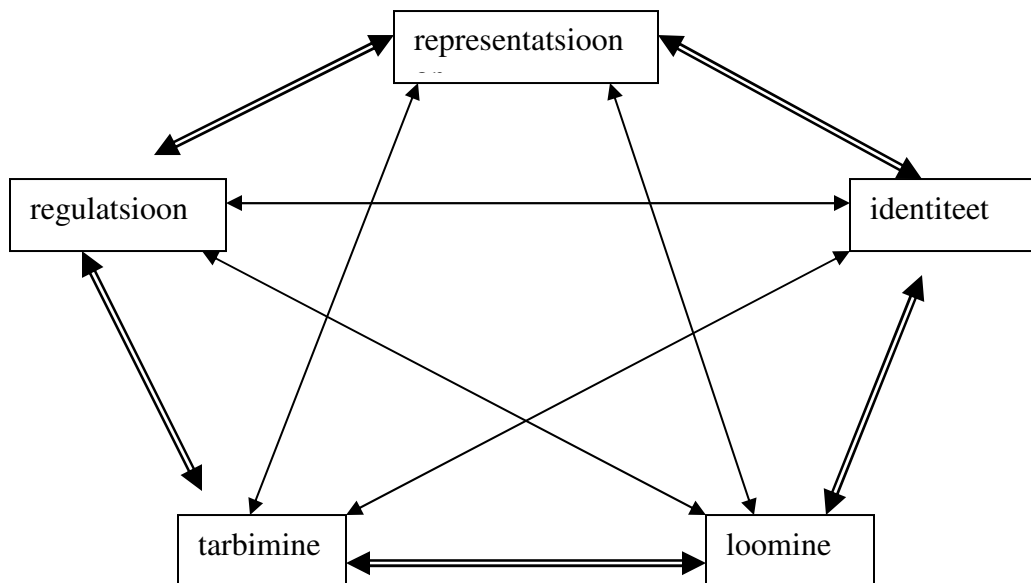 representatsioon
regulatsioon
identiteet
tarbimine
loomine